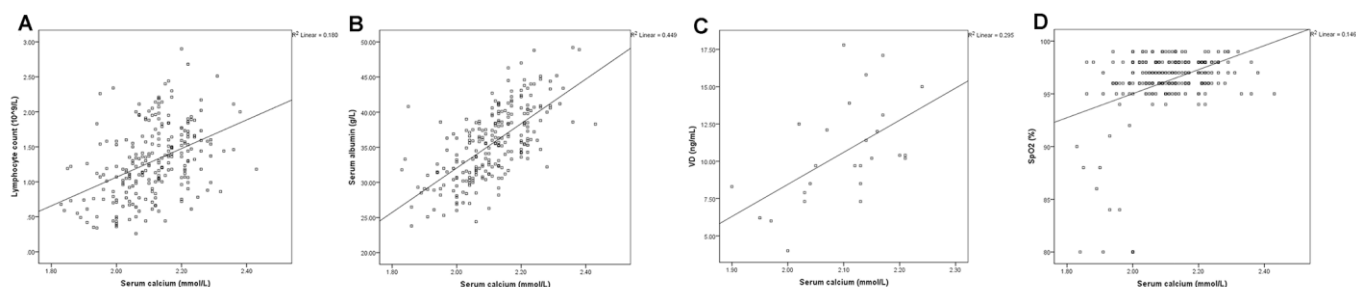 A
R² Linear = 0.180
Lymphocyte count (10^9/L)
3.00
2.50
2.00
1.50
1.00
.50
.00
1.80
2.00
2.20
2.40
Serum calcium (mmol/L)
B
R² Linear = 0.449
Serum albumin (g/L)
50.00
45.00
40.00
35.00
30.00
25.00
20.00
1.80
2.00
2.20
2.40
Serum calcium (mmol/L)
C
R² Linear = 0.295
VD (ng/mL)
17.50
15.00
12.50
10.00
7.50
5.00
1.90
2.00
2.10
2.20
2.30
Serum calcium (mmol/L)
D
R² Linear = 0.146
SpO2 (%)
100
95
90
85
80
1.80
2.00
2.20
2.40
Serum calcium (mmol/L)